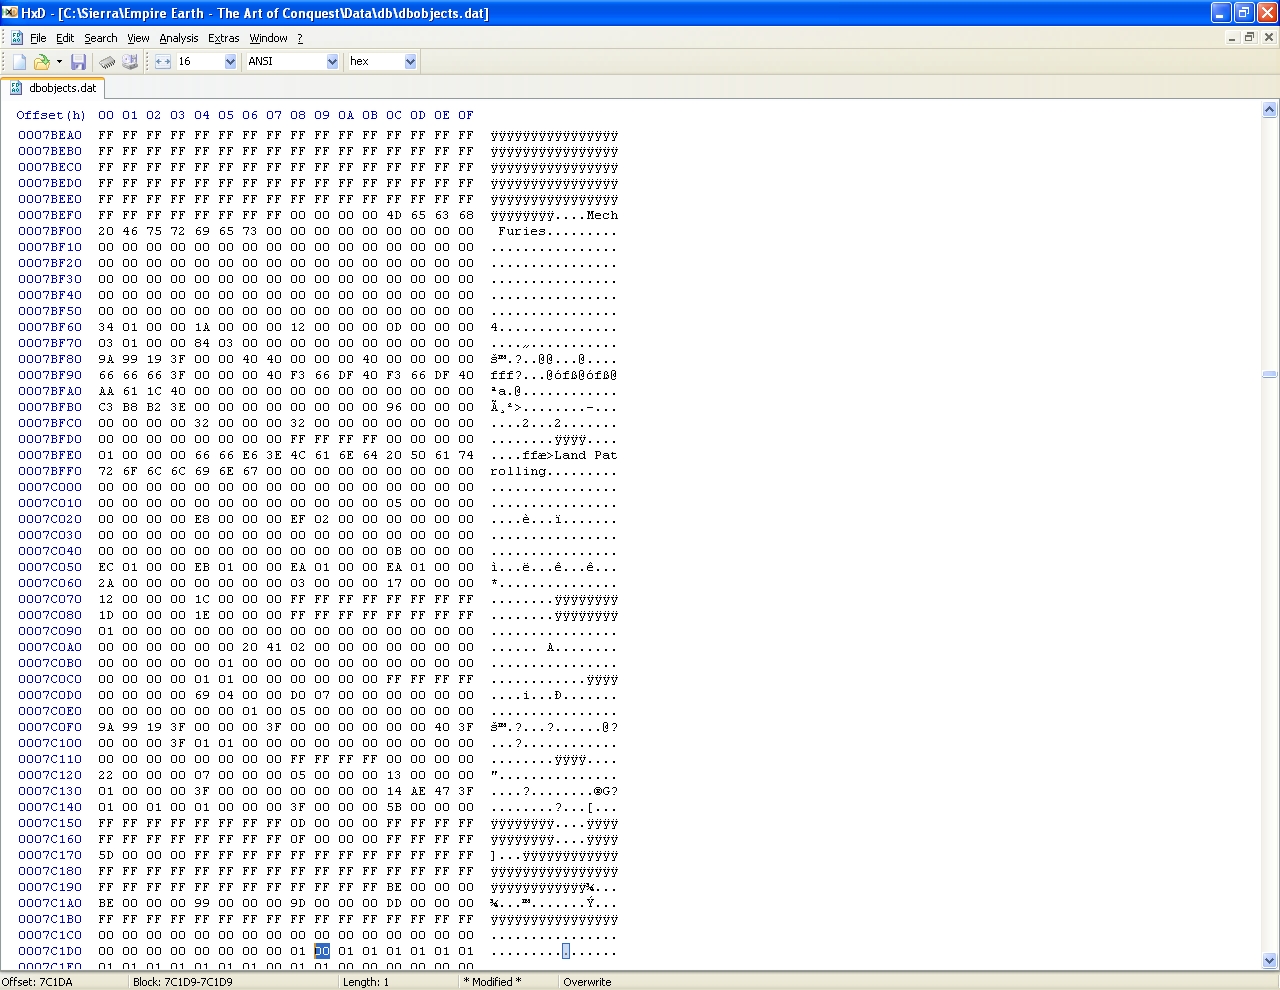 HxD - [C:\Sierra\Empire Earth - The Art of Conquest\Data\db\dbobjects.dat]
File Edit Search View Analysis Extras Window ?
16 ANSI hex
dbobjects.dat
Offset(h) 00 01 02 03 04 05 06 07 08 09 0A 0B 0C 0D 0E 0F
0007BEA0 FF FF FF FF FF FF FF FF FF FF FF FF FF FF FF FF ÿÿÿÿÿÿÿÿÿÿÿÿÿÿÿÿ
0007BEB0 FF FF FF FF FF FF FF FF FF FF FF FF FF FF FF FF ÿÿÿÿÿÿÿÿÿÿÿÿÿÿÿÿ
0007BEC0 FF FF FF FF FF FF FF FF FF FF FF FF FF FF FF FF ÿÿÿÿÿÿÿÿÿÿÿÿÿÿÿÿ
0007BED0 FF FF FF FF FF FF FF FF FF FF FF FF FF FF FF FF ÿÿÿÿÿÿÿÿÿÿÿÿÿÿÿÿ
0007BEE0 FF FF FF FF FF FF FF FF FF FF FF FF FF FF FF FF ÿÿÿÿÿÿÿÿÿÿÿÿÿÿÿÿ
0007BEF0 FF FF FF FF FF FF FF FF 00 00 00 00 4D 65 63 68 ÿÿÿÿÿÿÿÿ....Mech
0007BF00 20 46 75 72 69 65 73 00 00 00 00 00 00 00 00 00  Furies.........
0007BF10 00 00 00 00 00 00 00 00 00 00 00 00 00 00 00 00 ................
0007BF20 00 00 00 00 00 00 00 00 00 00 00 00 00 00 00 00 ................
0007BF30 00 00 00 00 00 00 00 00 00 00 00 00 00 00 00 00 ................
0007BF40 00 00 00 00 00 00 00 00 00 00 00 00 00 00 00 00 ................
0007BF50 00 00 00 00 00 00 00 00 00 00 00 00 00 00 00 00 ................
0007BF60 34 01 00 00 1A 00 00 00 12 00 00 00 0D 00 00 00 4...............
0007BF70 03 01 00 00 84 03 00 00 00 00 00 00 00 00 00 00 ....„...........
0007BF80 9A 99 19 3F 00 00 40 40 00 00 00 40 00 00 00 00 š™.?..@@...@....
0007BF90 66 66 66 3F 00 00 00 40 F3 66 DF 40 F3 66 DF 40 fff?...@ófß@ófß@
0007BFA0 AA 61 1C 40 00 00 00 00 00 00 00 00 00 00 00 00 ªa.@............
0007BFB0 C3 B8 B2 3E 00 00 00 00 00 00 00 00 96 00 00 00 Ã¸²>........–...
0007BFC0 00 00 00 00 32 00 00 00 32 00 00 00 00 00 00 00 ....2...2.......
0007BFD0 00 00 00 00 00 00 00 00 FF FF FF FF 00 00 00 00 ........ÿÿÿÿ....
0007BFE0 01 00 00 00 66 66 E6 3E 4C 61 6E 64 20 50 61 74 ....ffæ>Land Pat
0007BFF0 72 6F 6C 6C 69 6E 67 00 00 00 00 00 00 00 00 00 rolling.........
0007C000 00 00 00 00 00 00 00 00 00 00 00 00 00 00 00 00 ................
0007C010 00 00 00 00 00 00 00 00 00 00 00 00 05 00 00 00 ................
0007C020 00 00 00 00 E8 00 00 00 EF 02 00 00 00 00 00 00 ....è...ï.......
0007C030 00 00 00 00 00 00 00 00 00 00 00 00 00 00 00 00 ................
0007C040 00 00 00 00 00 00 00 00 00 00 00 00 0B 00 00 00 ................
0007C050 EC 01 00 00 EB 01 00 00 EA 01 00 00 EA 01 00 00 ì...ë...ê...ê...
0007C060 2A 00 00 00 00 00 00 00 03 00 00 00 17 00 00 00 *...............
0007C070 12 00 00 00 1C 00 00 00 FF FF FF FF FF FF FF FF ........ÿÿÿÿÿÿÿÿ
0007C080 1D 00 00 00 1E 00 00 00 FF FF FF FF FF FF FF FF ........ÿÿÿÿÿÿÿÿ
0007C090 01 00 00 00 00 00 00 00 00 00 00 00 00 00 00 00 ................
0007C0A0 00 00 00 00 00 00 20 41 02 00 00 00 00 00 00 00 ...... A........
0007C0B0 00 00 00 00 00 01 00 00 00 00 00 00 00 00 00 00 ................
0007C0C0 00 00 00 00 01 01 00 00 00 00 00 00 FF FF FF FF ............ÿÿÿÿ
0007C0D0 00 00 00 00 69 04 00 00 D0 07 00 00 00 00 00 00 ....i...Ð.......
0007C0E0 00 00 00 00 00 00 01 00 05 00 00 00 00 00 00 00 ................
0007C0F0 9A 99 19 3F 00 00 00 3F 00 00 00 00 00 00 40 3F š™.?...?......@?
0007C100 00 00 00 3F 01 01 00 00 00 00 00 00 00 00 00 00 ...?............
0007C110 00 00 00 00 00 00 00 00 FF FF FF FF 00 00 00 00 ........ÿÿÿÿ....
0007C120 22 00 00 00 07 00 00 00 05 00 00 00 13 00 00 00 "...............
0007C130 01 00 00 00 3F 00 00 00 00 00 00 00 14 AE 47 3F ....?........®G?
0007C140 01 00 01 00 01 00 00 00 3F 00 00 00 5B 00 00 00 ........?...[...
0007C150 FF FF FF FF FF FF FF FF 0D 00 00 00 FF FF FF FF ÿÿÿÿÿÿÿÿ....ÿÿÿÿ
0007C160 FF FF FF FF FF FF FF FF 0F 00 00 00 FF FF FF FF ÿÿÿÿÿÿÿÿ....ÿÿÿÿ
0007C170 5D 00 00 00 FF FF FF FF FF FF FF FF FF FF FF FF ]...ÿÿÿÿÿÿÿÿÿÿÿÿ
0007C180 FF FF FF FF FF FF FF FF FF FF FF FF FF FF FF FF ÿÿÿÿÿÿÿÿÿÿÿÿÿÿÿÿ
0007C190 FF FF FF FF FF FF FF FF FF FF FF FF BE 00 00 00 ÿÿÿÿÿÿÿÿÿÿÿÿ¾...
0007C1A0 BE 00 00 00 99 00 00 00 9D 00 00 00 DD 00 00 00 ¾...™.......Ý...
0007C1B0 FF FF FF FF FF FF FF FF FF FF FF FF FF FF FF FF ÿÿÿÿÿÿÿÿÿÿÿÿÿÿÿÿ
0007C1C0 00 00 00 00 00 00 00 00 00 00 00 00 00 00 00 00 ................
0007C1D0 00 00 00 00 00 00 00 00 01 00 01 01 01 01 01 01 ................
0007C1E0 01 01 01 01 01 01 00 01 01 00 00 00 00 00 00 00 ................
Offset: 7C1DA Block: 7C1D9-7C1D9 Length: 1 * Modified * Overwrite